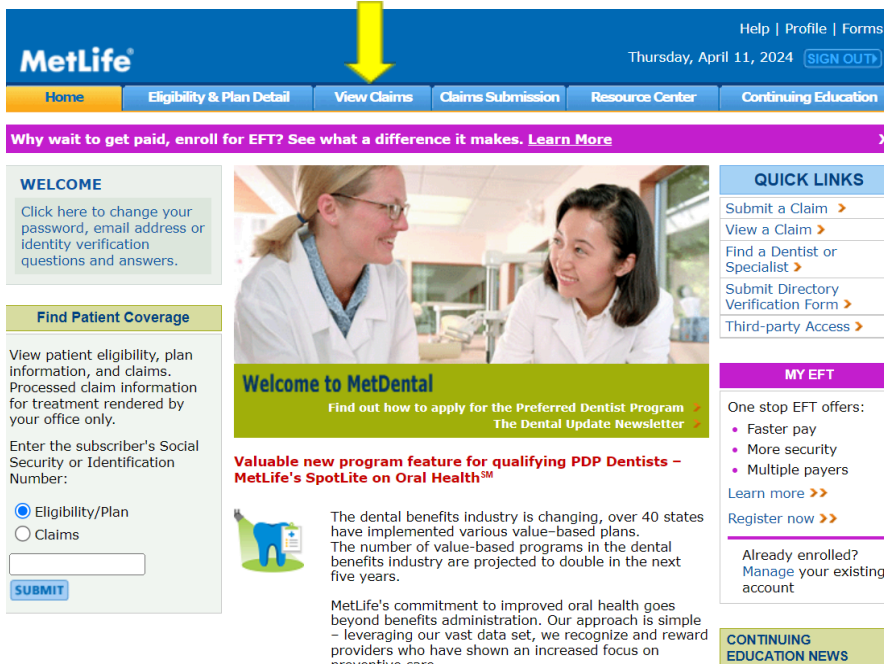 Help | Profile | Forms
MetLife®
Thursday, April 11, 2024 SIGN OUT
Home Eligibility & Plan Detail View Claims Claims Submission Resource Center Continuing Education
Why wait to get paid, enroll for EFT? See what a difference it makes. Learn More X
WELCOME
Click here to change your
password, email address or
identity verification
questions and answers.
Find Patient Coverage
View patient eligibility, plan
information, and claims.
Processed claim information
for treatment rendered by
your office only.
Enter the subscriber's Social
Security or Identification
Number:
Eligibility/Plan
Claims
SUBMIT
Welcome to MetDental
Find out how to apply for the Preferred Dentist Program
The Dental Update Newsletter
Valuable new program feature for qualifying PDP Dentists –
MetLife's SpotLite on Oral Health℠
The dental benefits industry is changing, over 40 states
have implemented various value–based plans.
The number of value-based programs in the dental
benefits industry are projected to double in the next
five years.
MetLife's commitment to improved oral health goes
beyond benefits administration. Our approach is simple
– leveraging our vast data set, we recognize and reward
providers who have shown an increased focus on
preventive care
QUICK LINKS
Submit a Claim
View a Claim
Find a Dentist or
Specialist
Submit Directory
Verification Form
Third-party Access
MY EFT
One stop EFT offers:
• Faster pay
• More security
• Multiple payers
Learn more
Register now
Already enrolled?
Manage your existing
account
CONTINUING
EDUCATION NEWS